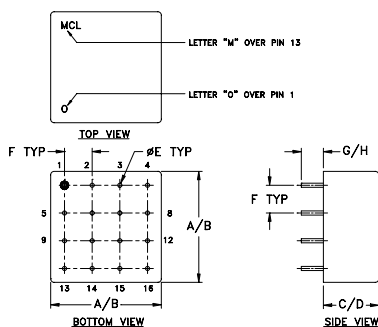 MCL
LETTER "M" OVER PIN 13
O
LETTER "O" OVER PIN 1
TOP VIEW
F TYP
øE TYP
1 2 3 4
5 8
9 12
13 14 15 16
A/B
A/B
BOTTOM VIEW
G/H
F TYP
C/D
SIDE VIEW